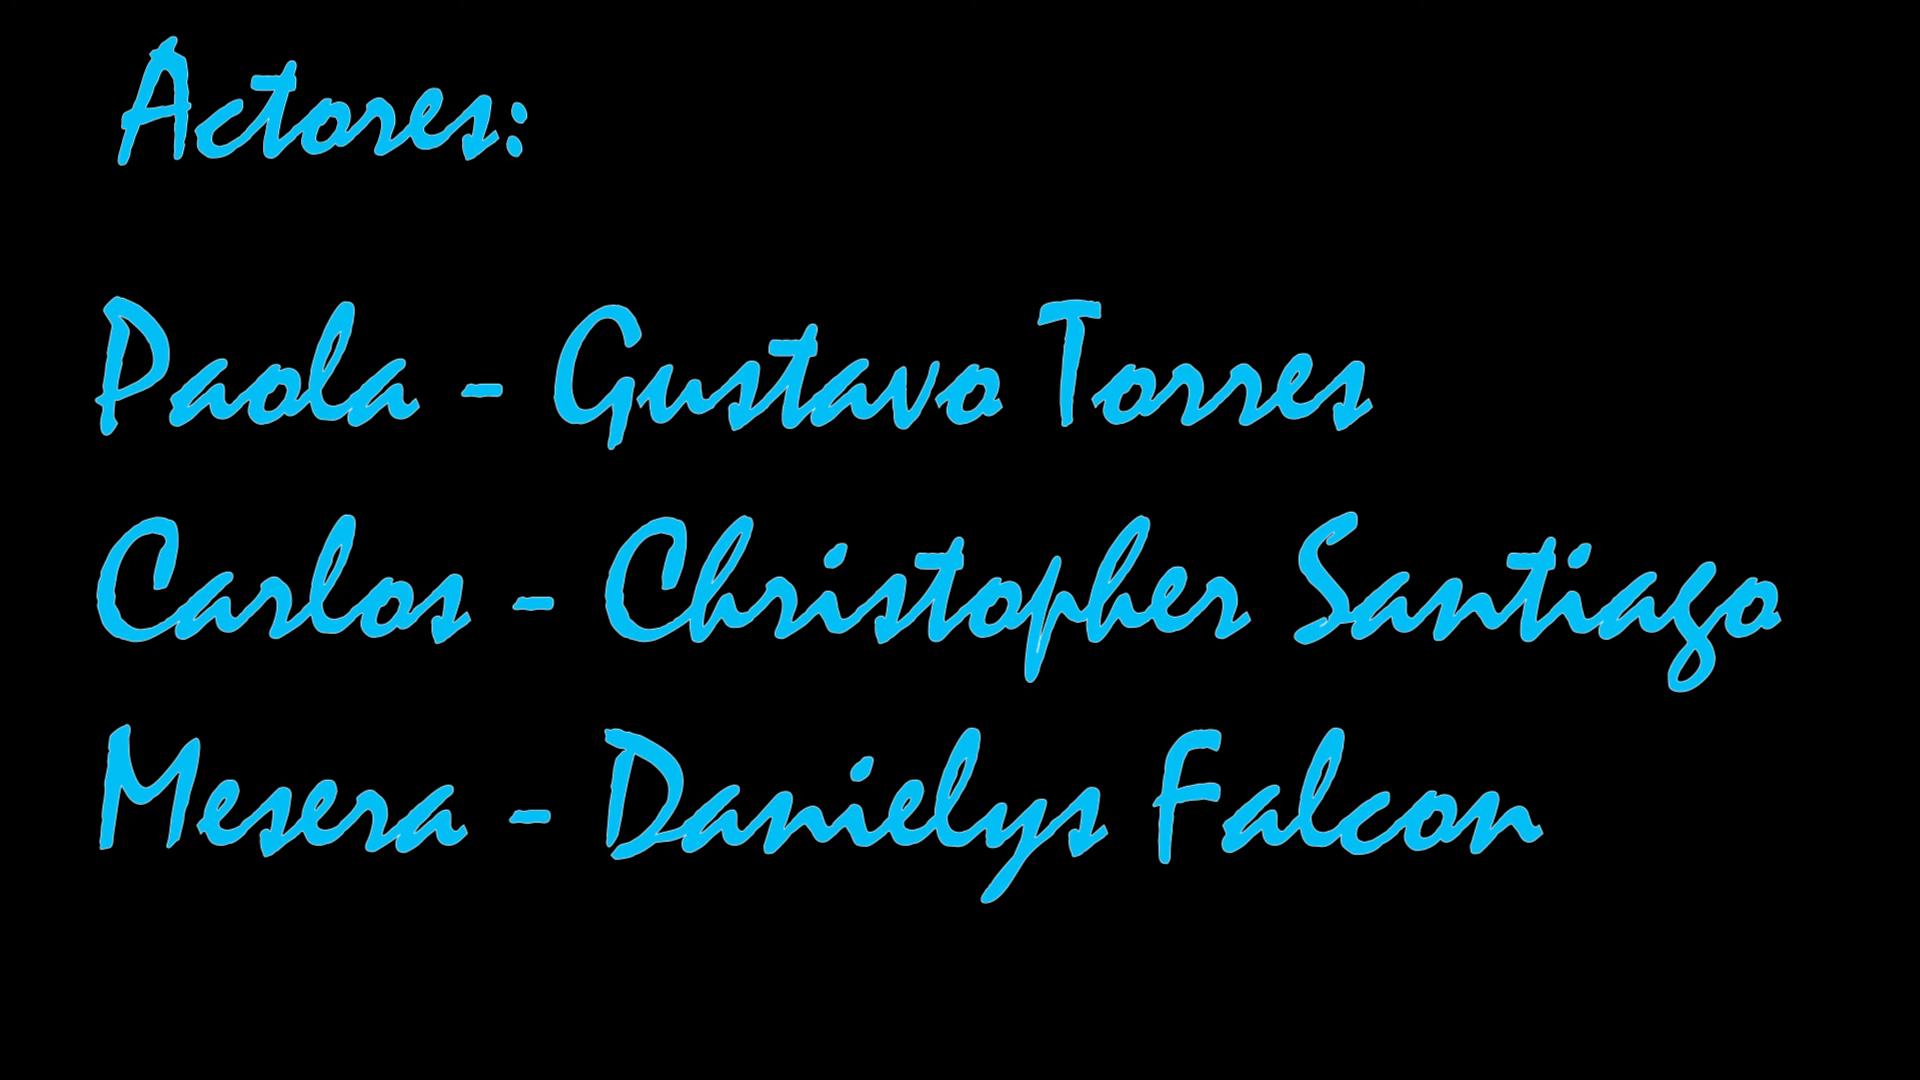 Actores:
Paola - Gustavo Torres
Carlos - Christopher Santiago
Mesera - Danielys Falcon